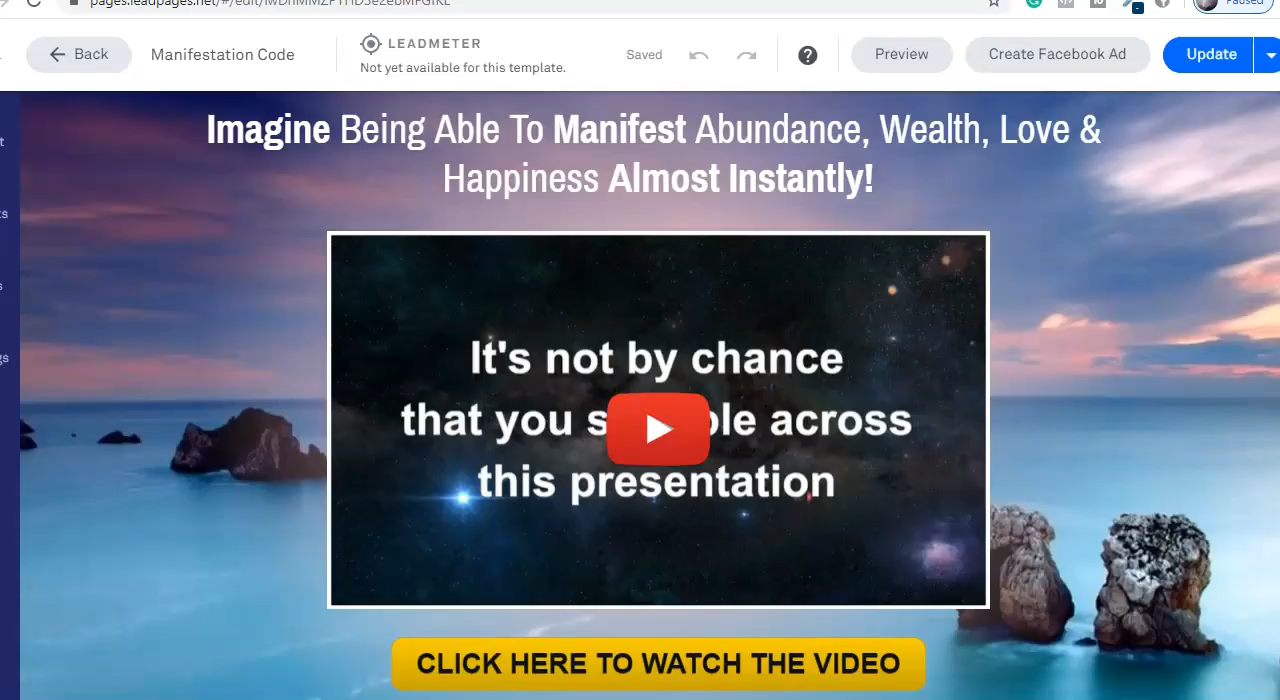 Paused
Back
Manifestation Code
LEADMETER
Not yet available for this template.
Saved
Preview
Create Facebook Ad
Update
Imagine Being Able To Manifest Abundance, Wealth, Love &
Happiness Almost Instantly!
It's not by chance
that you across
this presentation
CLICK HERE TO WATCH THE VIDEO